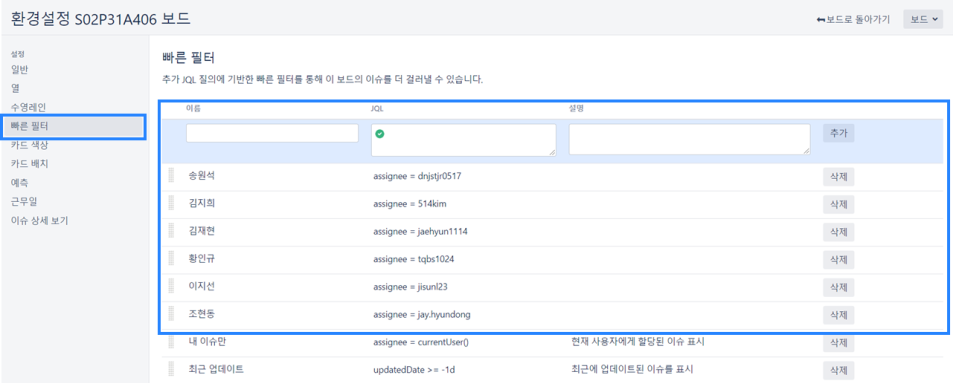 환경설정 S02P31A406 보드
보드로 돌아가기 보드
설정
일반
열
수영레인
빠른 필터
카드 색상
카드 배지
예측
근무일
이슈 상세 보기
빠른 필터
추가 JQL 질의에 기반한 빠른 필터를 통해 이 보드의 이슈를 더 걸러낼 수 있습니다.
이름 JQL 설명
추가
송원석 assignee = dnjstjr0517 삭제
김지희 assignee = 514kim 삭제
김재현 assignee = jaehyun1114 삭제
황인규 assignee = tqbs1024 삭제
이지선 assignee = jisunl23 삭제
조현동 assignee = jay.hyundong 삭제
내 이슈만 assignee = currentUser() 현재 사용자에게 할당된 이슈 표시 삭제
최근 업데이트 updatedDate >= -1d 최근에 업데이트된 이슈를 표시 삭제